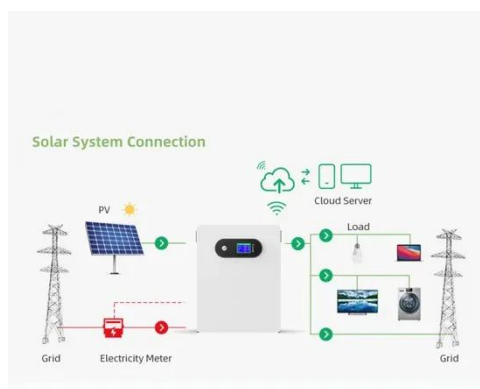 Solar System Connection
Cloud Server
PV
Load
Grid
Electricity Meter
Grid